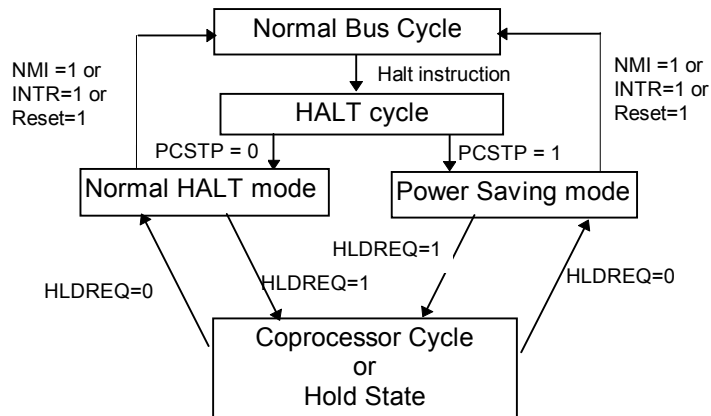 Normal Bus Cycle
NMI =1 or
INTR=1 or
Reset=1
Halt instruction
NMI =1 or
INTR=1 or
Reset=1
HALT cycle
PCSTP = 0
PCSTP = 1
Normal HALT mode
Power Saving mode
HLDREQ=1
HLDREQ=0
HLDREQ=1
HLDREQ=0
Coprocessor Cycle
or
Hold State